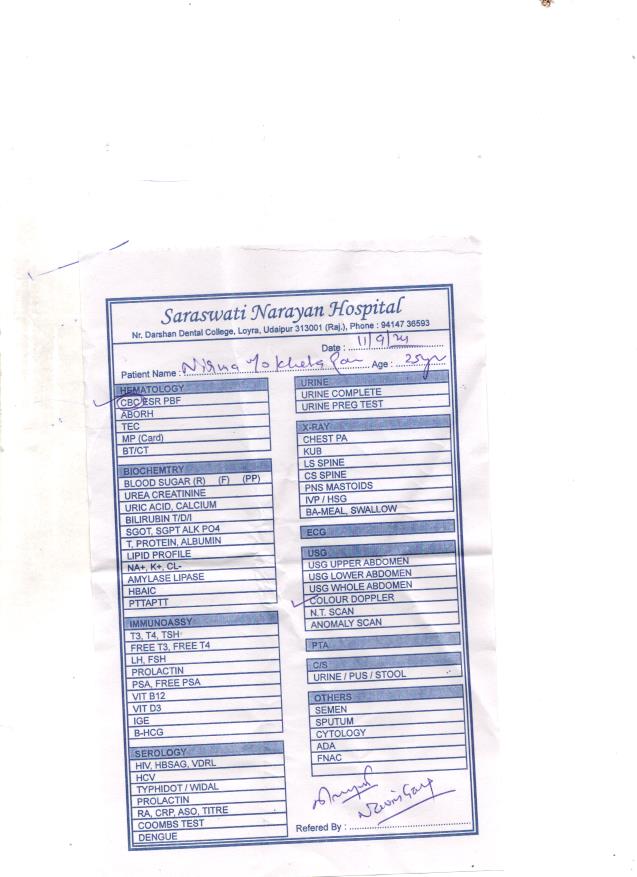 Saraswati Narayan Hospital
Nr. Darshan Dental College, Loyra, Udaipur 313001 (Raj.), Phone : 94147 36593
Date : 11/9/24
Patient Name : Age : 25yr
HEMATOLOGY
CBC ESR PBF
ABORH
TEC
MP (Card)
BT/CT
BIOCHEMTRY
BLOOD SUGAR (R) (F) (PP)
UREA CREATININE
URIC ACID, CALCIUM
BILIRUBIN T/D/I
SGOT, SGPT ALK PO4
T, PROTEIN, ALBUMIN
LIPID PROFILE
NA+, K+, CL-
AMYLASE LIPASE
HBAIC
PTTAPTT
IMMUNOASSY
T3, T4, TSH
FREE T3, FREE T4
LH, FSH
PROLACTIN
PSA, FREE PSA
VIT B12
VIT D3
IGE
B-HCG
SEROLOGY
HIV, HBSAG, VDRL
HCV
TYPHIDOT / WIDAL
PROLACTIN
RA, CRP, ASO, TITRE
COOMBS TEST
DENGUE
URINE
URINE COMPLETE
URINE PREG TEST
X-RAY
CHEST PA
KUB
LS SPINE
CS SPINE
PNS MASTOIDS
IVP / HSG
BA-MEAL, SWALLOW
ECG
USG
USG UPPER ABDOMEN
USG LOWER ABDOMEN
USG WHOLE ABDOMEN
COLOUR DOPPLER
N.T. SCAN
ANOMALY SCAN
PTA
C/S
URINE / PUS / STOOL
OTHERS
SEMEN
SPUTUM
CYTOLOGY
ADA
FNAC
Refered By :